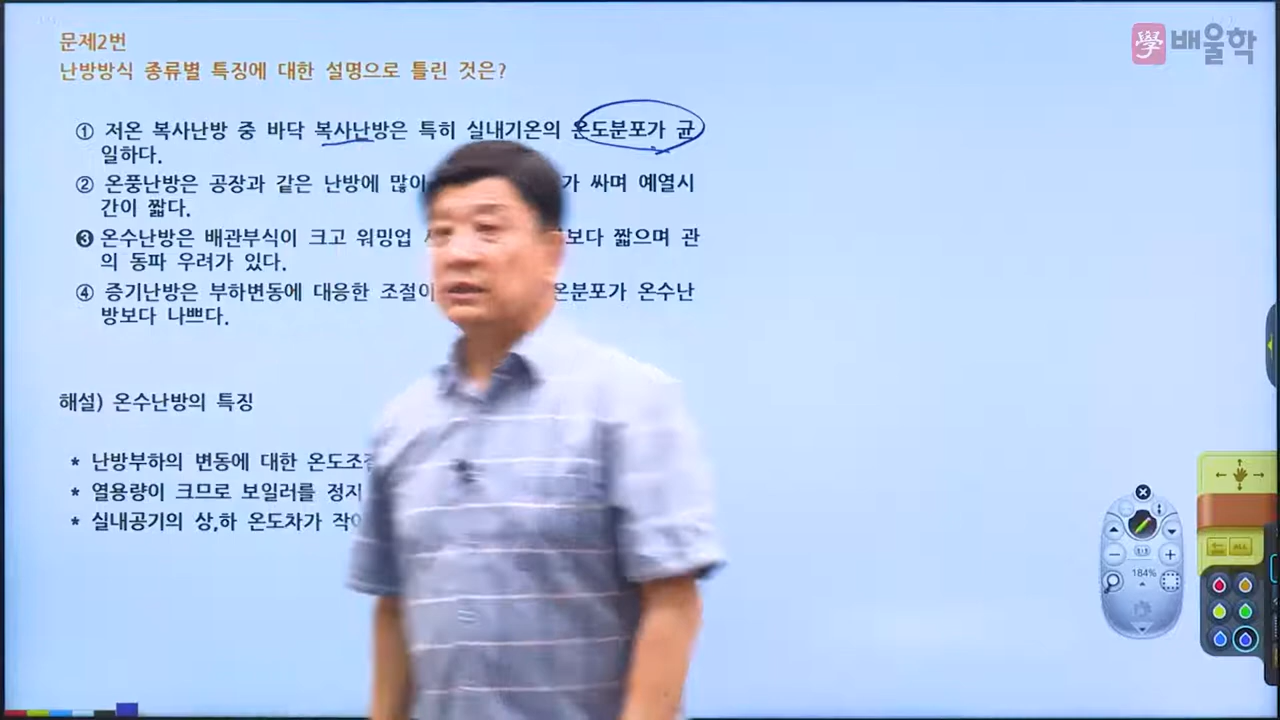 문제2번
學 배울학
난방방식 종류별 특징에 대한 설명으로 틀린 것은?
① 저온 복사난방 중 바닥 복사난방은 특히 실내기온의 온도분포가 균
일하다.
② 온풍난방은 공장과 같은 난방에 많이 가 싸며 예열시
간이 짧다.
❸ 온수난방은 배관부식이 크고 워밍업 보다 짧으며 관
의 동파 우려가 있다.
④ 증기난방은 부하변동에 대응한 조절이 온분포가 온수난
방보다 나쁘다.
해설) 온수난방의 특징
* 난방부하의 변동에 대한
* 열용량이 크므로 보일러를 정지
* 실내공기의 상,하 온도차가
184%
ALL